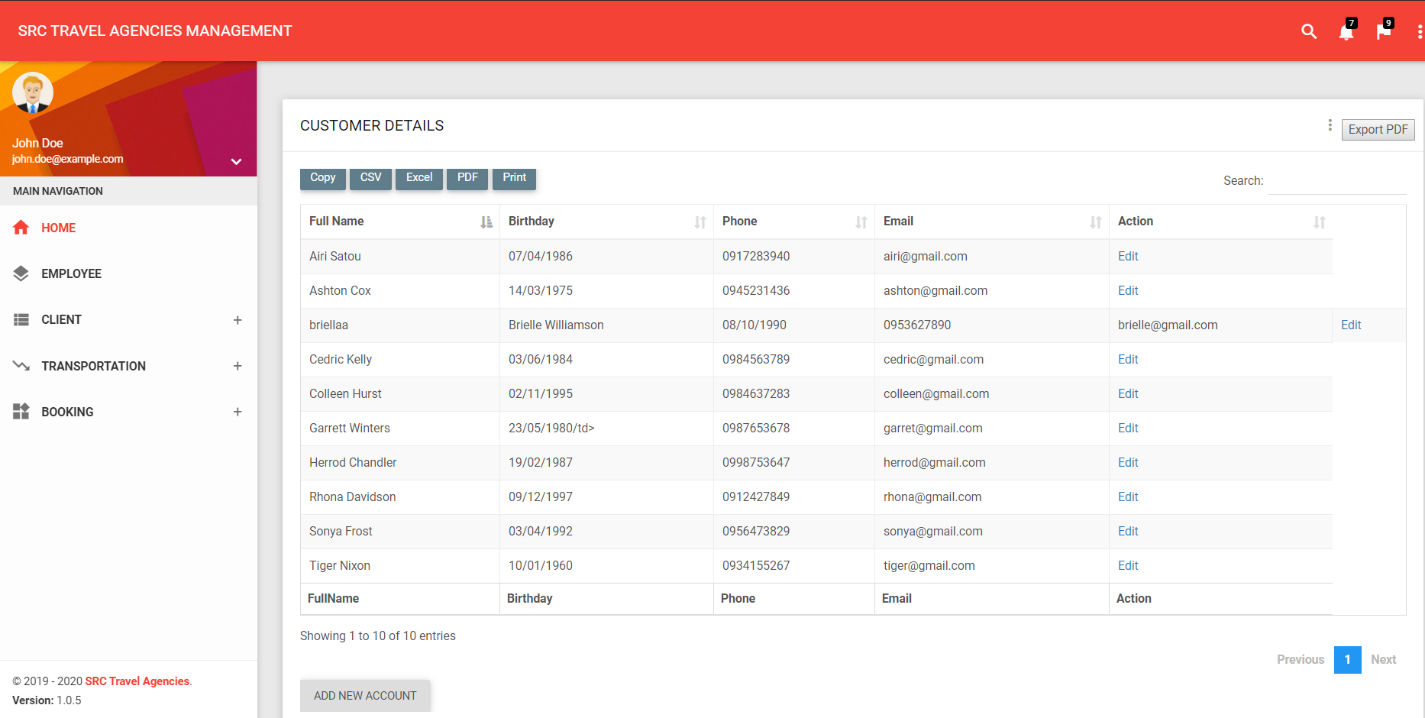 SRC TRAVEL AGENCIES MANAGEMENT
7
9
John Doe
john.doe@example.com
MAIN NAVIGATION
HOME
EMPLOYEE
CLIENT +
TRANSPORTATION +
BOOKING +
© 2019 - 2020 SRC Travel Agencies.
Version: 1.0.5
CUSTOMER DETAILS
Export PDF
Copy CSV Excel PDF Print
Search:
Full Name Birthday Phone Email Action
Airi Satou 07/04/1986 0917283940 airi@gmail.com Edit
Ashton Cox 14/03/1975 0945231436 ashton@gmail.com Edit
briellaa Brielle Williamson 08/10/1990 0953627890 brielle@gmail.com Edit
Cedric Kelly 03/06/1984 0984563789 cedric@gmail.com Edit
Colleen Hurst 02/11/1995 0984637283 colleen@gmail.com Edit
Garrett Winters 23/05/1980/td> 0987653678 garret@gmail.com Edit
Herrod Chandler 19/02/1987 0998753647 herrod@gmail.com Edit
Rhona Davidson 09/12/1997 0912427849 rhona@gmail.com Edit
Sonya Frost 03/04/1992 0956473829 sonya@gmail.com Edit
Tiger Nixon 10/01/1960 0934155267 tiger@gmail.com Edit
FullName Birthday Phone Email Action
Showing 1 to 10 of 10 entries
Previous 1 Next
ADD NEW ACCOUNT